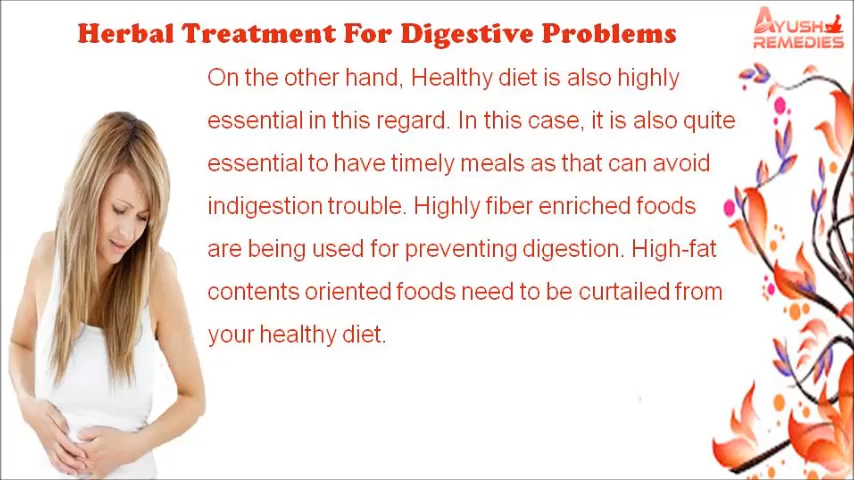 Herbal Treatment For Digestive Problems
AYUSH
REMEDIES
On the other hand, Healthy diet is also highly
essential in this regard. In this case, it is also quite
essential to have timely meals as that can avoid
indigestion trouble. Highly fiber enriched foods
are being used for preventing digestion. High-fat
contents oriented foods need to be curtailed from
your healthy diet.